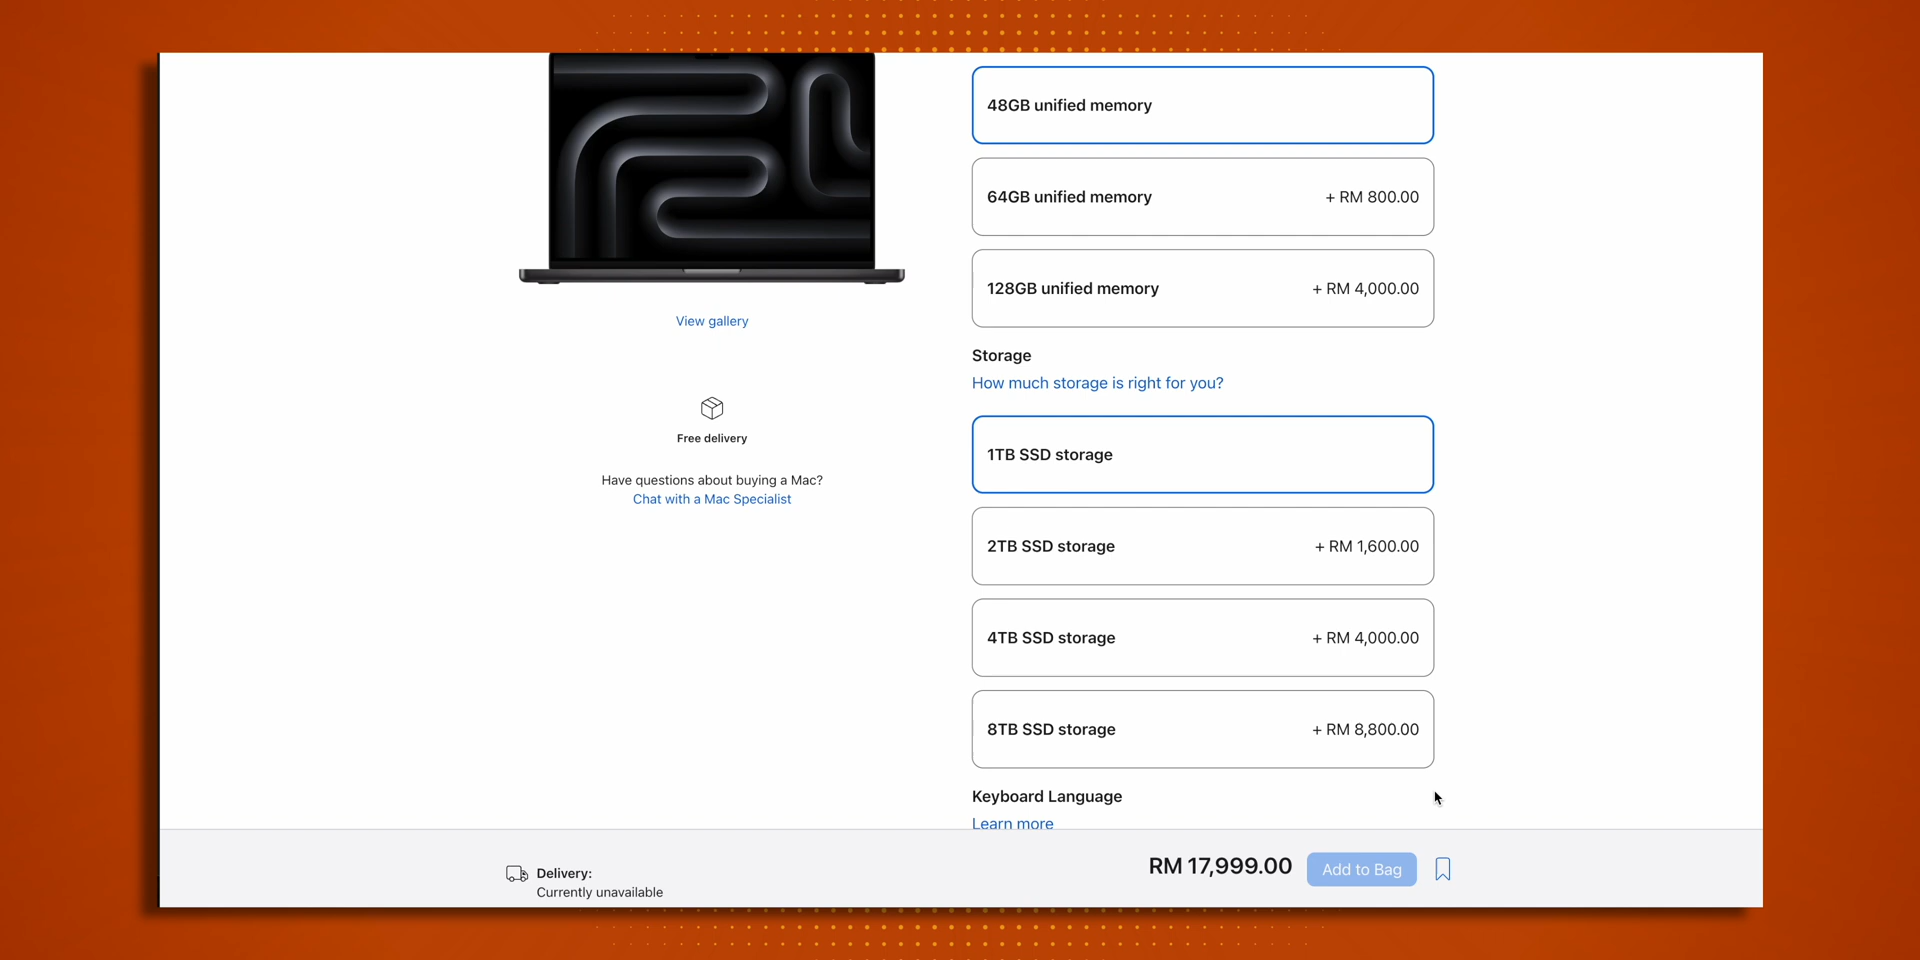 48GB unified memory
64GB unified memory
+ RM 800.00
128GB unified memory
+ RM 4,000.00
View gallery
Free delivery
Have questions about buying a Mac?
Chat with a Mac Specialist
Storage
How much storage is right for you?
1TB SSD storage
2TB SSD storage
+ RM 1,600.00
4TB SSD storage
+ RM 4,000.00
8TB SSD storage
+ RM 8,800.00
Keyboard Language
Learn more
Delivery:
Currently unavailable
RM 17,999.00
Add to Bag